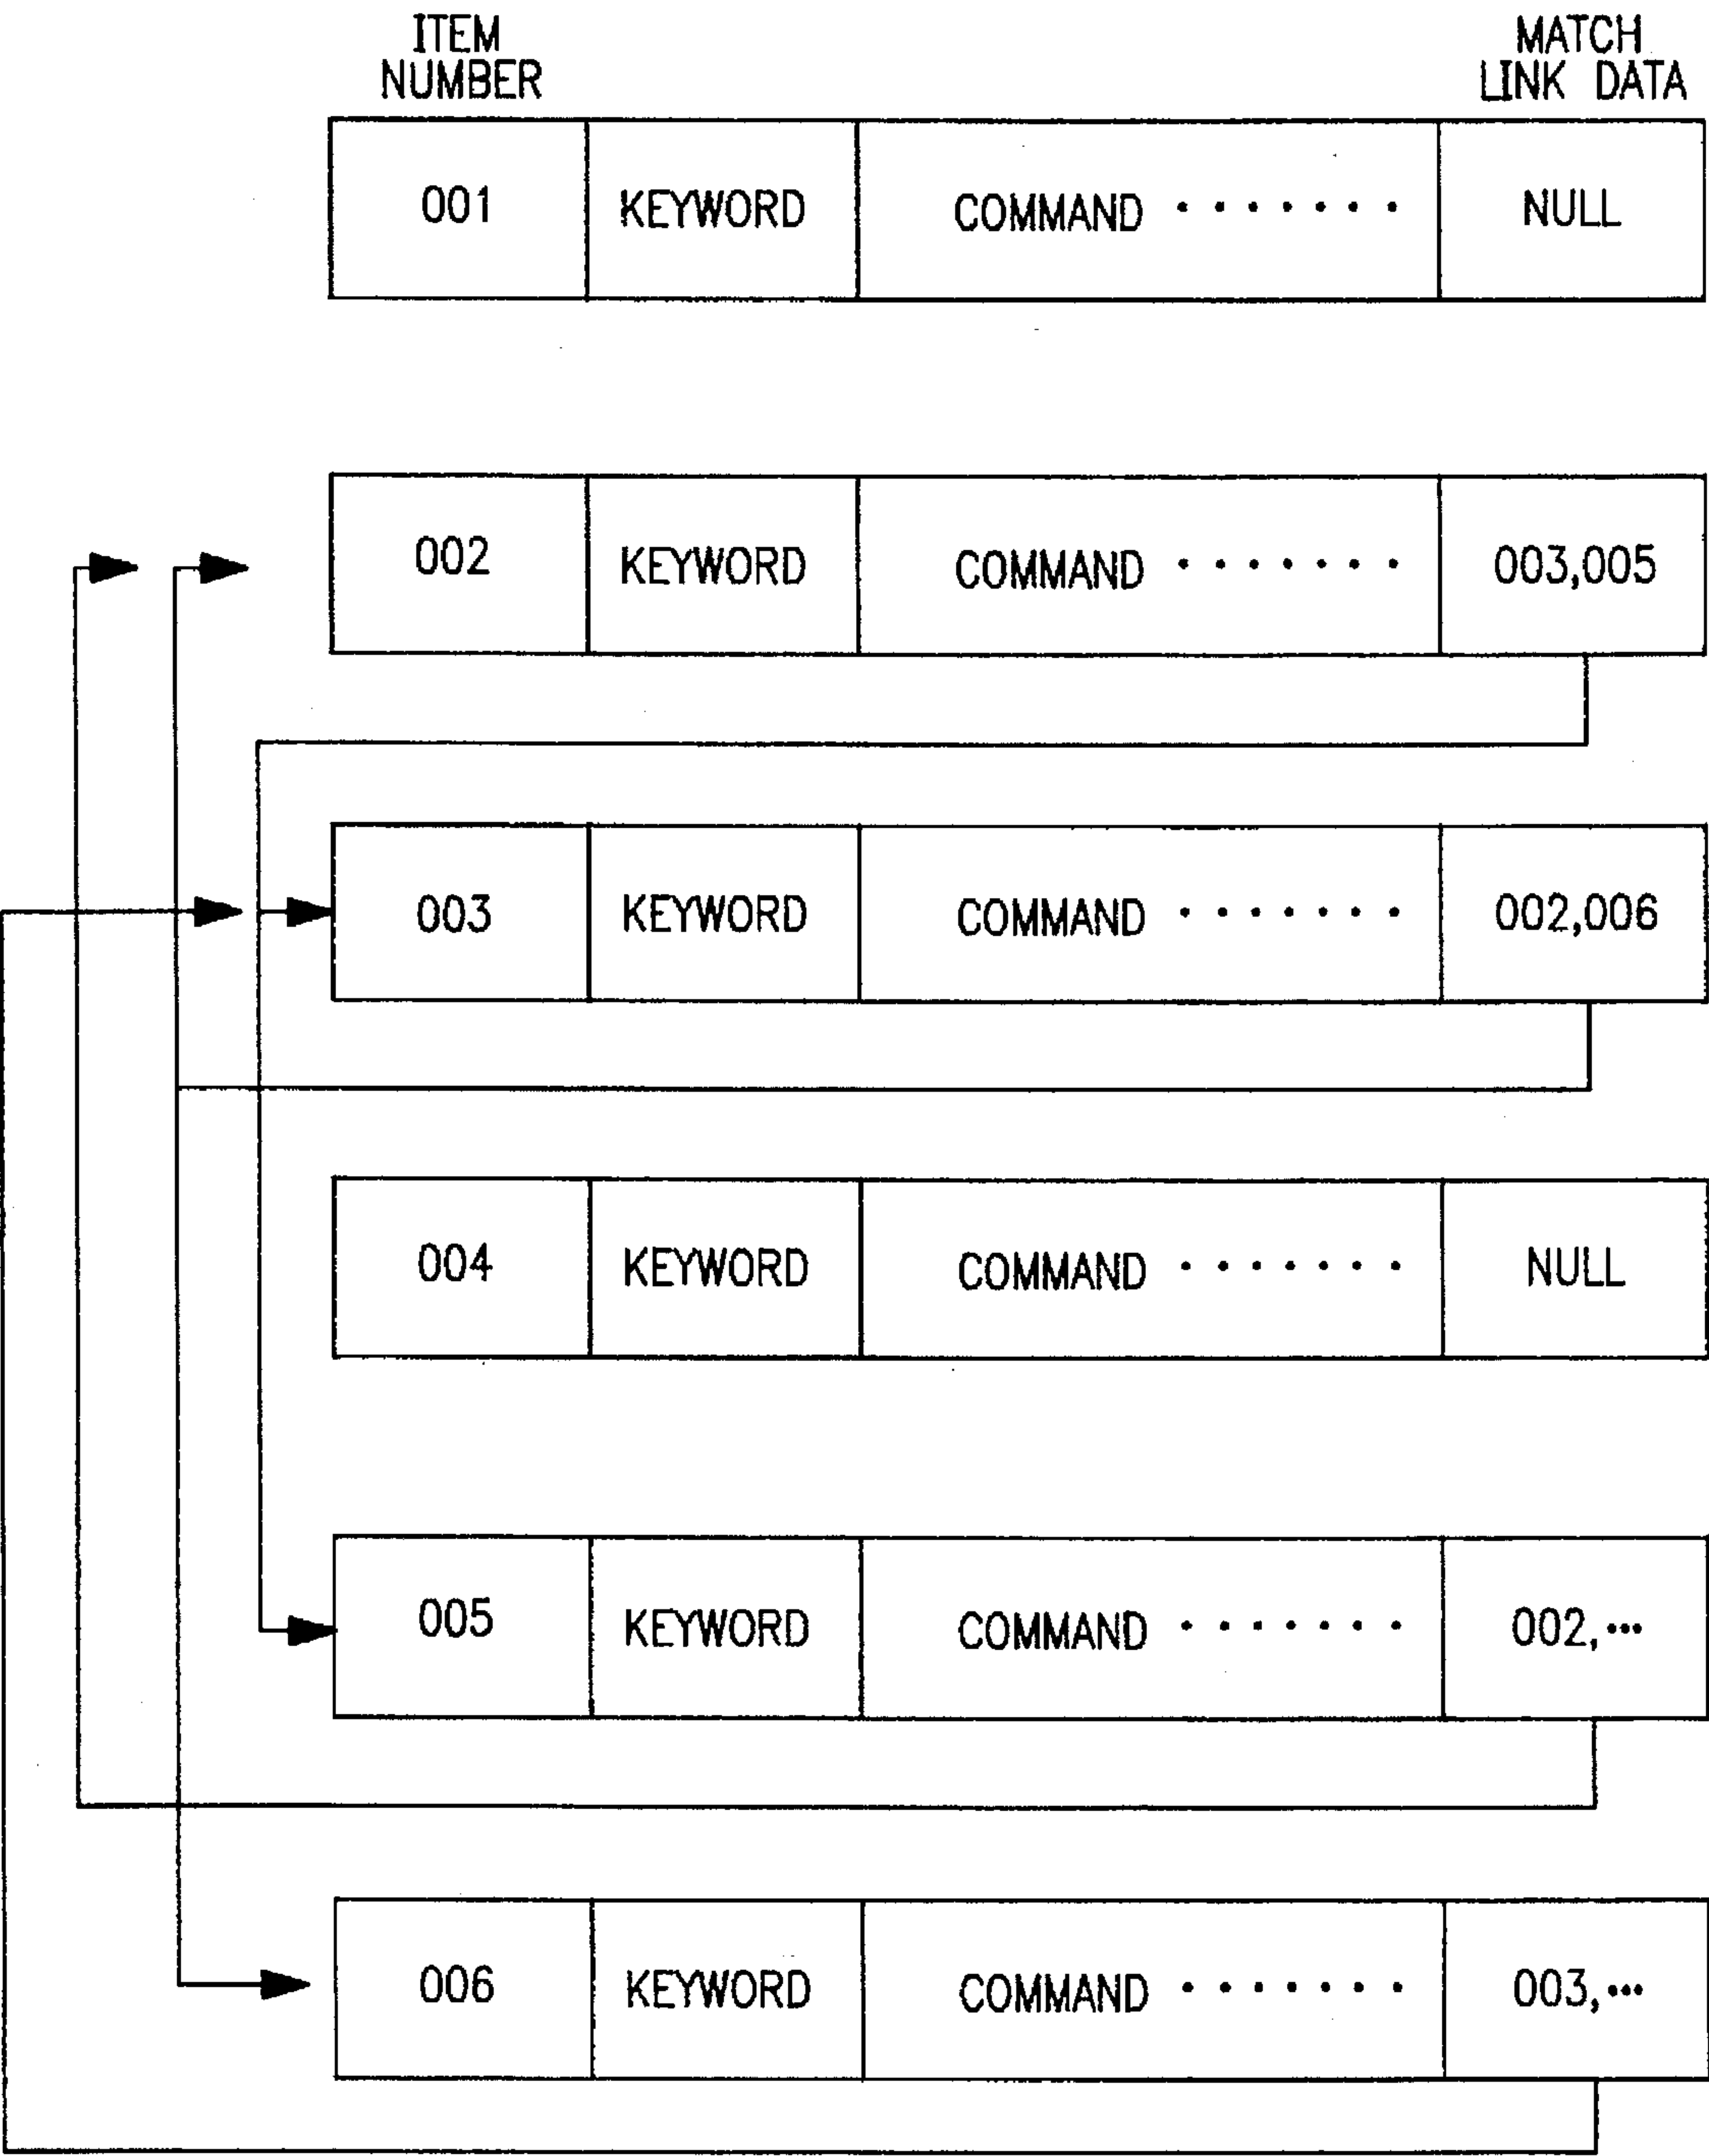 ITEM
NUMBER
MATCH
LINK DATA
001 KEYWORD COMMAND ······· NULL
002 KEYWORD COMMAND ······· 003,005
003 KEYWORD COMMAND ······· 002,006
004 KEYWORD COMMAND ······· NULL
005 KEYWORD COMMAND ······· 002,···
006 KEYWORD COMMAND ······· 003,···